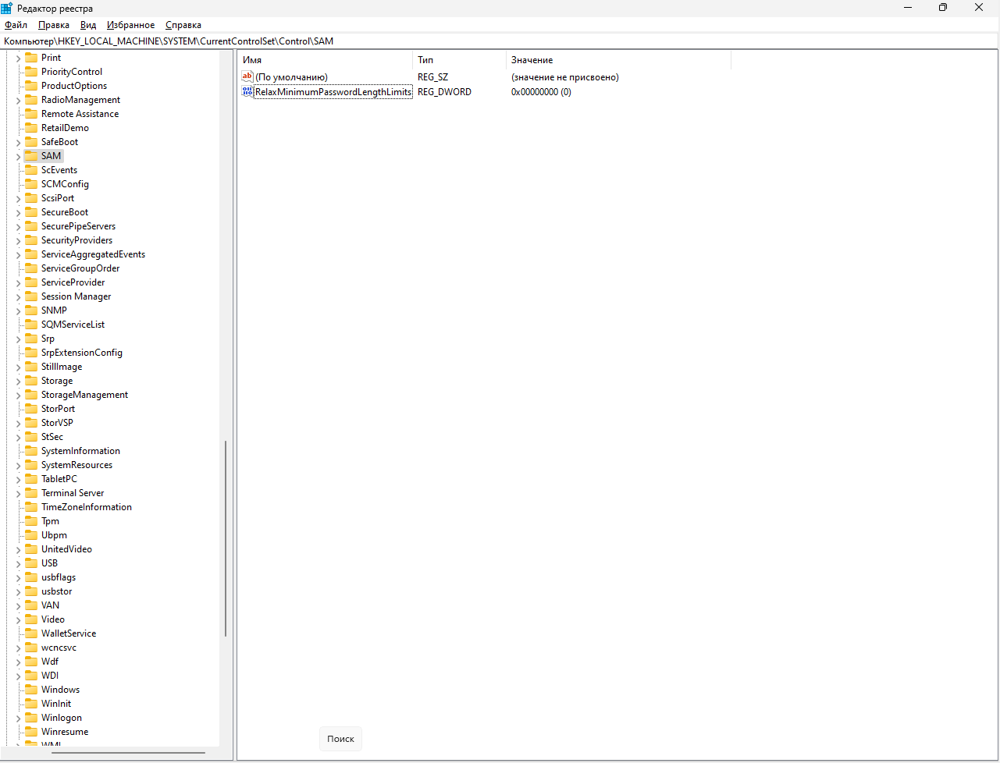 Редактор реестра
Файл Правка Вид Избранное Справка
Компьютер\HKEY_LOCAL_MACHINE\SYSTEM\CurrentControlSet\Control\SAM
Print
PriorityControl
ProductOptions
RadioManagement
Remote Assistance
RetailDemo
SafeBoot
SAM
ScEvents
SCMConfig
ScsiPort
SecureBoot
SecurePipeServers
SecurityProviders
ServiceAggregatedEvents
ServiceGroupOrder
ServiceProvider
Session Manager
SNMP
SQMServiceList
Srp
SrpExtensionConfig
StillImage
Storage
StorageManagement
StorPort
StorVSP
StSec
SystemInformation
SystemResources
TabletPC
Terminal Server
TimeZoneInformation
Tpm
Ubpm
UnitedVideo
USB
usbflags
usbstor
VAN
Video
WalletService
wcncsvc
Wdf
WDI
Windows
WinInit
Winlogon
Winresume
WMI
Имя Тип Значение
ab (По умолчанию) REG_SZ (значение не присвоено)
RelaxMinimumPasswordLengthLimits REG_DWORD 0x00000000 (0)
Поиск